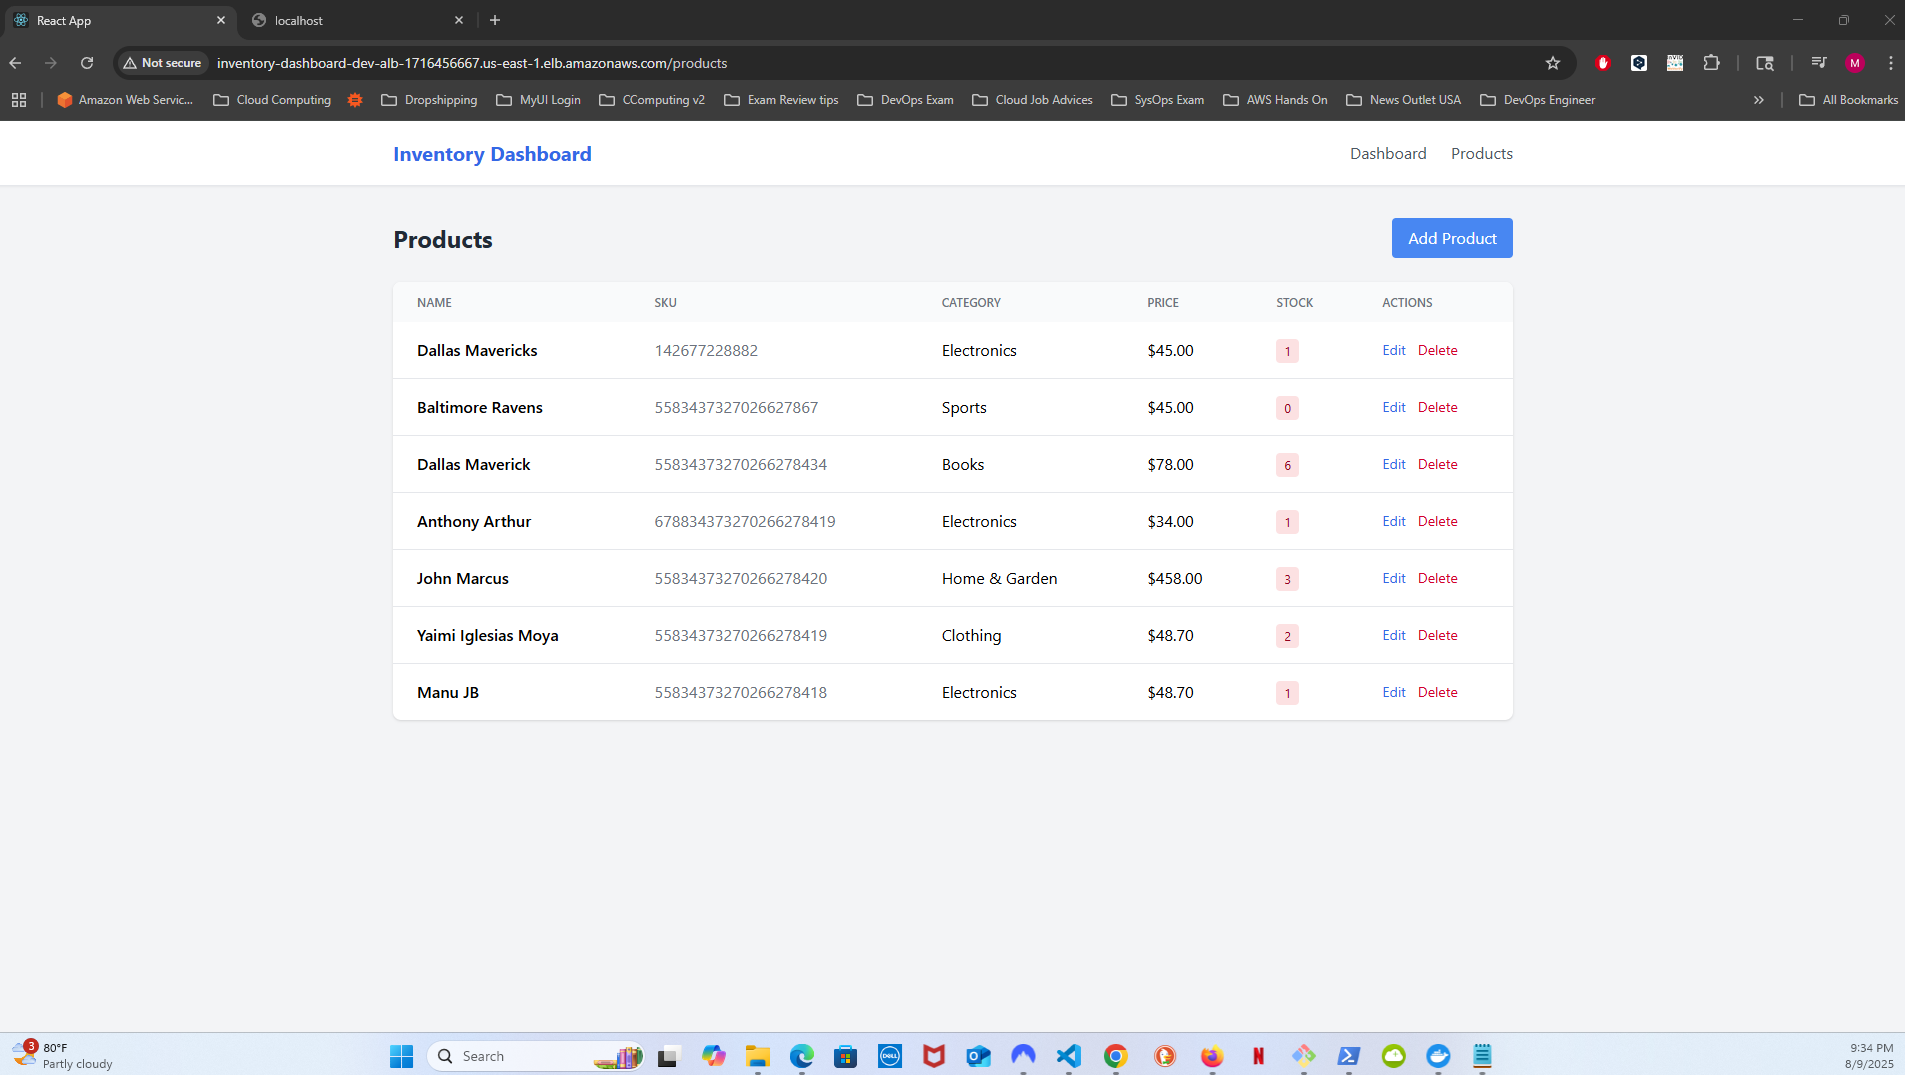 React App
localhost
Not secure
inventory-dashboard-dev-alb-1716456667.us-east-1.elb.amazonaws.com/products
M
Amazon Web Servic...
Cloud Computing
Dropshipping
MyUI Login
CComputing v2
Exam Review tips
DevOps Exam
Cloud Job Advices
SysOps Exam
AWS Hands On
News Outlet USA
DevOps Engineer
All Bookmarks
Inventory Dashboard
Dashboard
Products
Products
Add Product
NAME SKU CATEGORY PRICE STOCK ACTIONS
Dallas Mavericks 142677228882 Electronics $45.00 1 Edit Delete
Baltimore Ravens 5583437327026627867 Sports $45.00 0 Edit Delete
Dallas Maverick 55834373270266278434 Books $78.00 6 Edit Delete
Anthony Arthur 678834373270266278419 Electronics $34.00 1 Edit Delete
John Marcus 55834373270266278420 Home & Garden $458.00 3 Edit Delete
Yaimi Iglesias Moya 55834373270266278419 Clothing $48.70 2 Edit Delete
Manu JB 55834373270266278418 Electronics $48.70 1 Edit Delete
3
80°F
Partly cloudy
Search
DELL
N
9:34 PM
8/9/2025